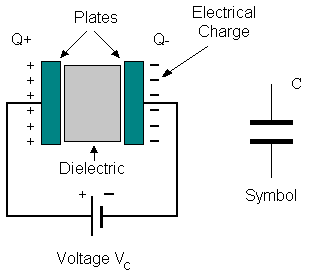 Plates
Electrical
Charge
Q+
Q-
+
+
+
+
+
+
−
−
−
−
−
−
C
Dielectric
+
−
Symbol
Voltage VC